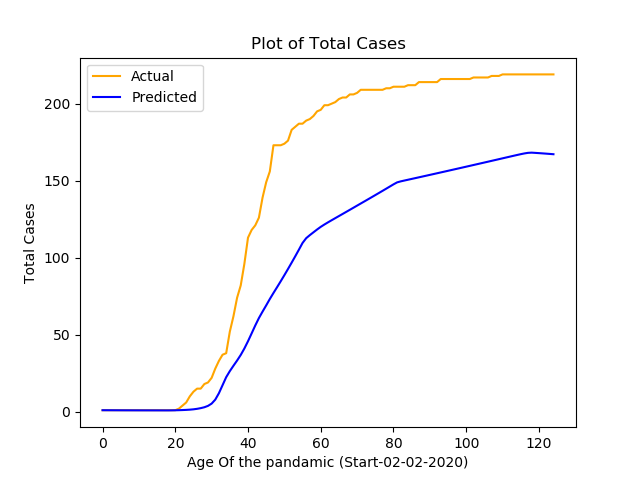 Plot of Total Cases
Actual
Predicted
Total Cases
200
150
100
50
0
0 20 40 60 80 100 120
Age Of the pandamic (Start-02-02-2020)